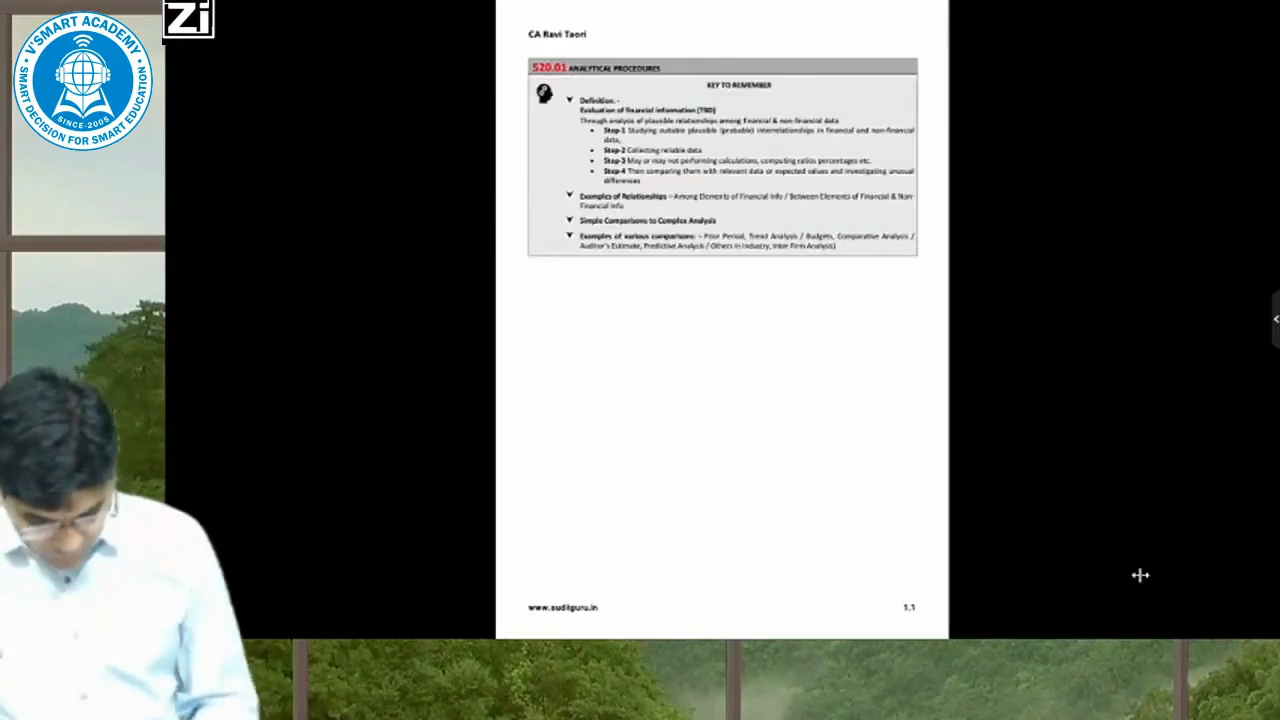 V'SMART ACADEMY
SINCE-2005
SMART DECISION FOR SMART EDUCATION
Zi
CA Ravi Taori
520.01 ANALYTICAL PROCEDURES
KEY TO REMEMBER
Definition: -
Evaluation of financial information (TBD)
Through analysis of plausible relationships among financial & non-financial data
Step-1 Studying suitable plausible (probable) interrelationships in financial and non-financial
data,
Step-2 Collecting reliable data
Step-3 May or may not performing calculations, computing ratios percentages etc.
Step-4 Then comparing them with relevant data or expected values and investigating unusual
differences
Examples of Relationships – Among Elements of Financial Info / Between Elements of Financial & Non-
Financial Info
Simple Comparisons to Complex Analysis
Examples of various comparisons: - Prior Period, Trend Analysis / Budgets, Comparative Analysis /
Auditor's Estimate, Predictive Analysis / Others in Industry, Inter Firm Analysis)
www.auditguru.in
1.1